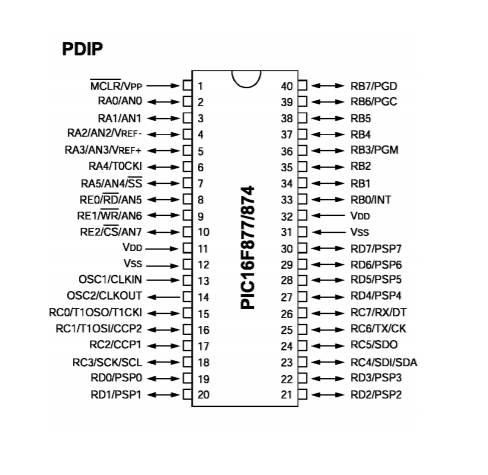 PDIP
M̅C̅L̅R̅/VPP 1 40 RB7/PGD
RA0/AN0 2 39 RB6/PGC
RA1/AN1 3 38 RB5
RA2/AN2/VREF- 4 37 RB4
RA3/AN3/VREF+ 5 36 RB3/PGM
RA4/T0CKI 6 35 RB2
RA5/AN4/S̅S̅ 7 34 RB1
RE0/R̅D̅/AN5 8 33 RB0/INT
RE1/W̅R̅/AN6 9 32 VDD
RE2/C̅S̅/AN7 10 31 VSS
VDD 11 30 RD7/PSP7
VSS 12 29 RD6/PSP6
OSC1/CLKIN 13 28 RD5/PSP5
OSC2/CLKOUT 14 27 RD4/PSP4
RC0/T1OSO/T1CKI 15 26 RC7/RX/DT
RC1/T1OSI/CCP2 16 25 RC6/TX/CK
RC2/CCP1 17 24 RC5/SDO
RC3/SCK/SCL 18 23 RC4/SDI/SDA
RD0/PSP0 19 22 RD3/PSP3
RD1/PSP1 20 21 RD2/PSP2
PIC16F877/874